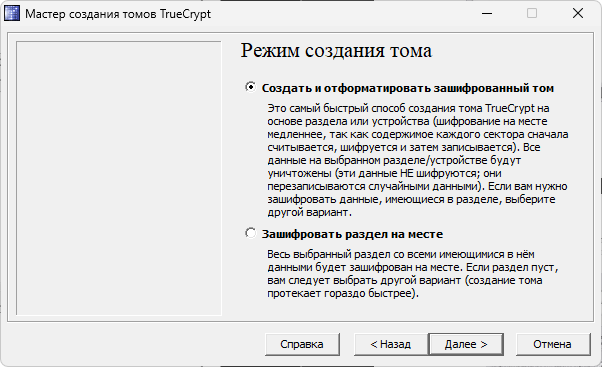 Мастер создания томов TrueCrypt
Режим создания тома
Создать и отформатировать зашифрованный том
Это самый быстрый способ создания тома TrueCrypt на
основе раздела или устройства (шифрование на месте
медленнее, так как содержимое каждого сектора сначала
считывается, шифруется и затем записывается). Все
данные на выбранном разделе/устройстве будут
уничтожены (эти данные НЕ шифруются; они
перезаписываются случайными данными). Если вам нужно
зашифровать данные, имеющиеся в разделе, выберите
другой вариант.
Зашифровать раздел на месте
Весь выбранный раздел со всеми имеющимися в нём
данными будет зашифрован на месте. Если раздел пуст,
вам следует выбрать другой вариант (создание тома
протекает гораздо быстрее).
Справка
< Назад
Далее >
Отмена